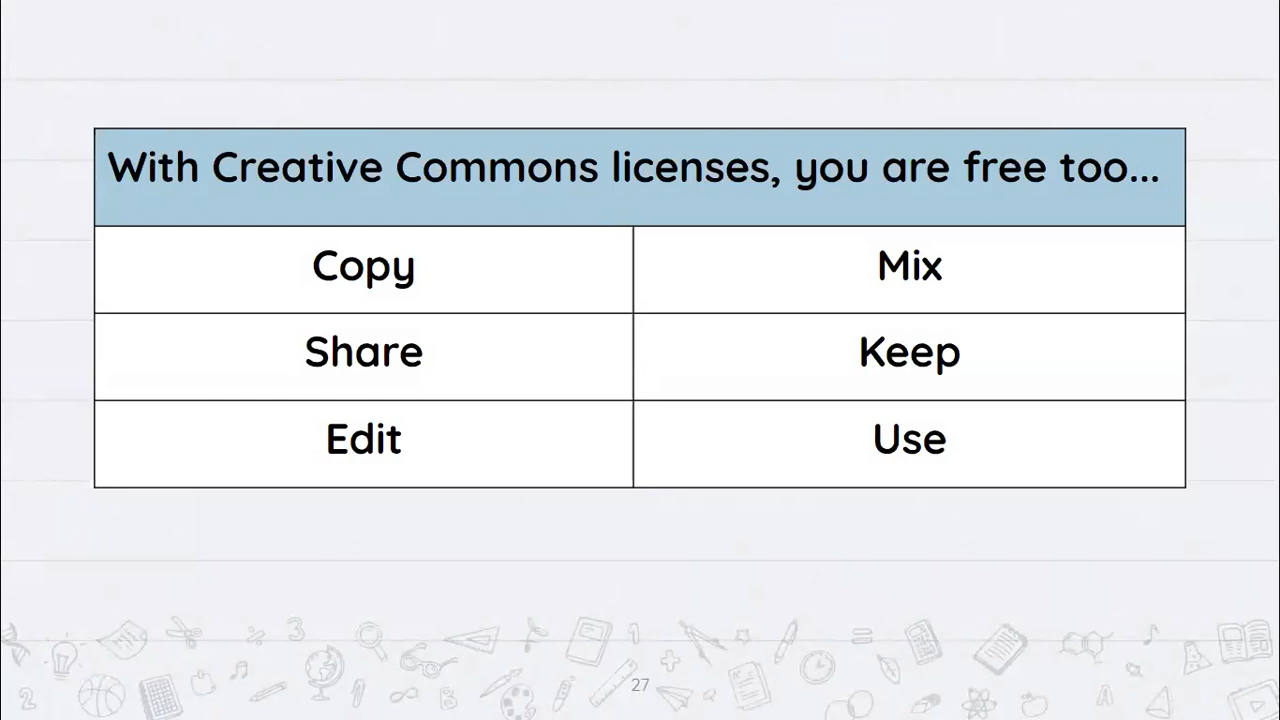 With Creative Commons licenses, you are free too...
Copy Mix
Share Keep
Edit Use
27